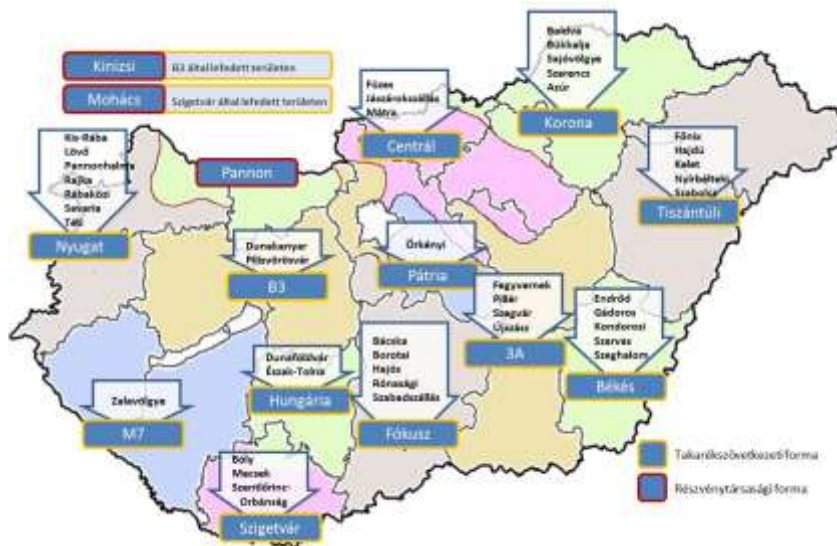 Kinizsi
B3 által lefedett területen
Mohács
Szigetvár által lefedett területen
Baldva
Bükkalja
Sajóvölgye
Szerencs
Azúr
Korona
Füzes
Jászárokszállás
Mátra
Centrál
Főnix
Hajdú
Kelet
Nyírbélteki
Szabolcs
Tiszántúli
Kis-Rába
Lövő
Pannonhalma
Rajka
Rábaközi
Savaria
Téti
Nyugat
Pannon
Dunakanyar
Pilisvörösvár
B3
Örkényi
Pátria
Fegyvernek
Pillér
Szegvár
Újszász
3A
Endrőd
Gádoros
Kondorosi
Szarvas
Szeghalom
Békés
Bácska
Borotai
Hajós
Rónasági
Szabadszállás
Fókusz
Dunaföldvár
Észak-Tolna
Hungária
Zalavölgye
M7
Bóly
Mecsek
Szentlőrinc-
Ormánság
Szigetvár
Takarékszövetkezeti forma
Részvénytársasági forma